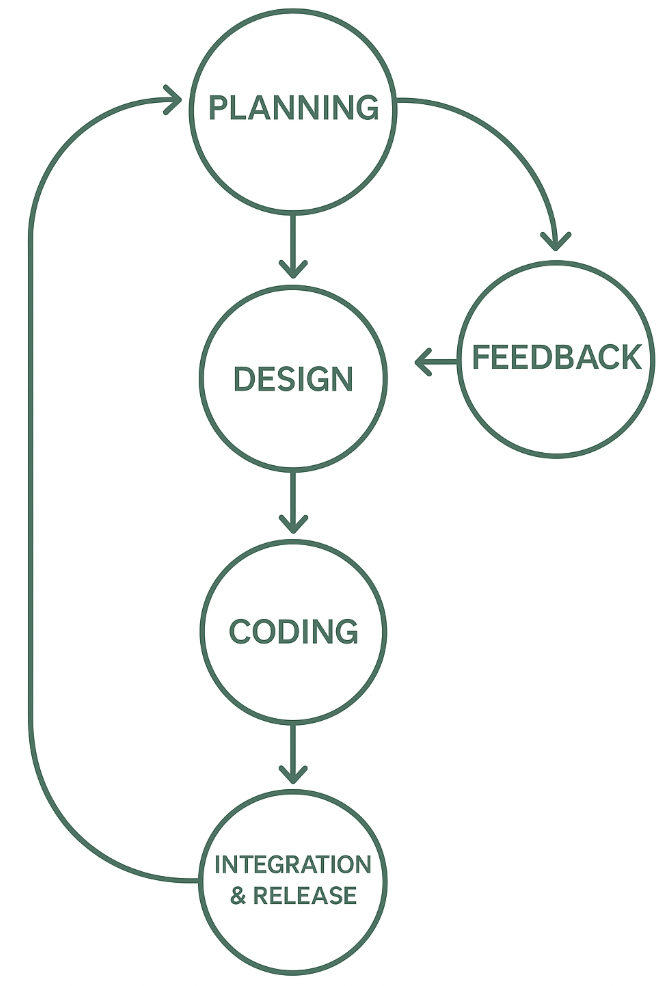 PLANNING
DESIGN
FEEDBACK
CODING
INTEGRATION
& RELEASE